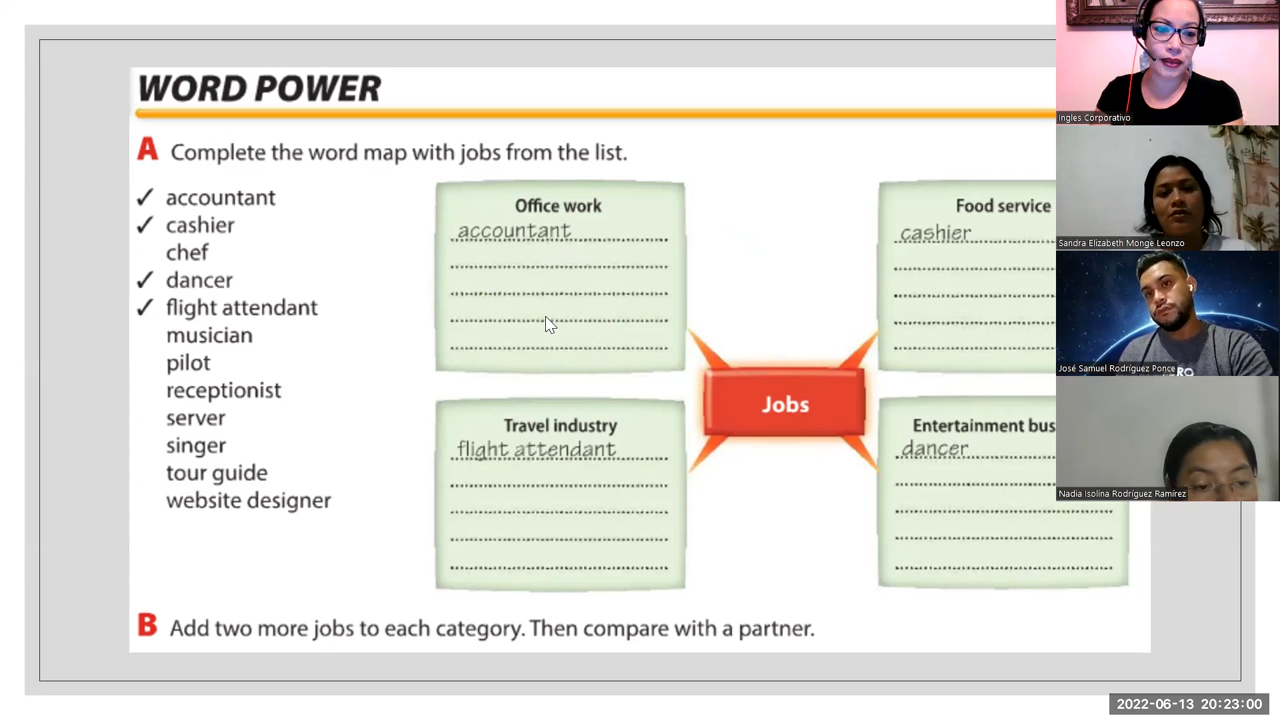 WORD POWER
A Complete the word map with jobs from the list.
✓ accountant
✓ cashier
chef
✓ dancer
✓ flight attendant
musician
pilot
receptionist
server
singer
tour guide
website designer
Office work
accountant
Food service
cashier
Jobs
Travel industry
flight attendant
Entertainment bus
dancer
B Add two more jobs to each category. Then compare with a partner.
Ingles Corporativo
Sandra Elizabeth Monge Leonzo
José Samuel Rodríguez Ponce
Nadia Isolina Rodríguez Ramírez
2022-06-13 20:23:00